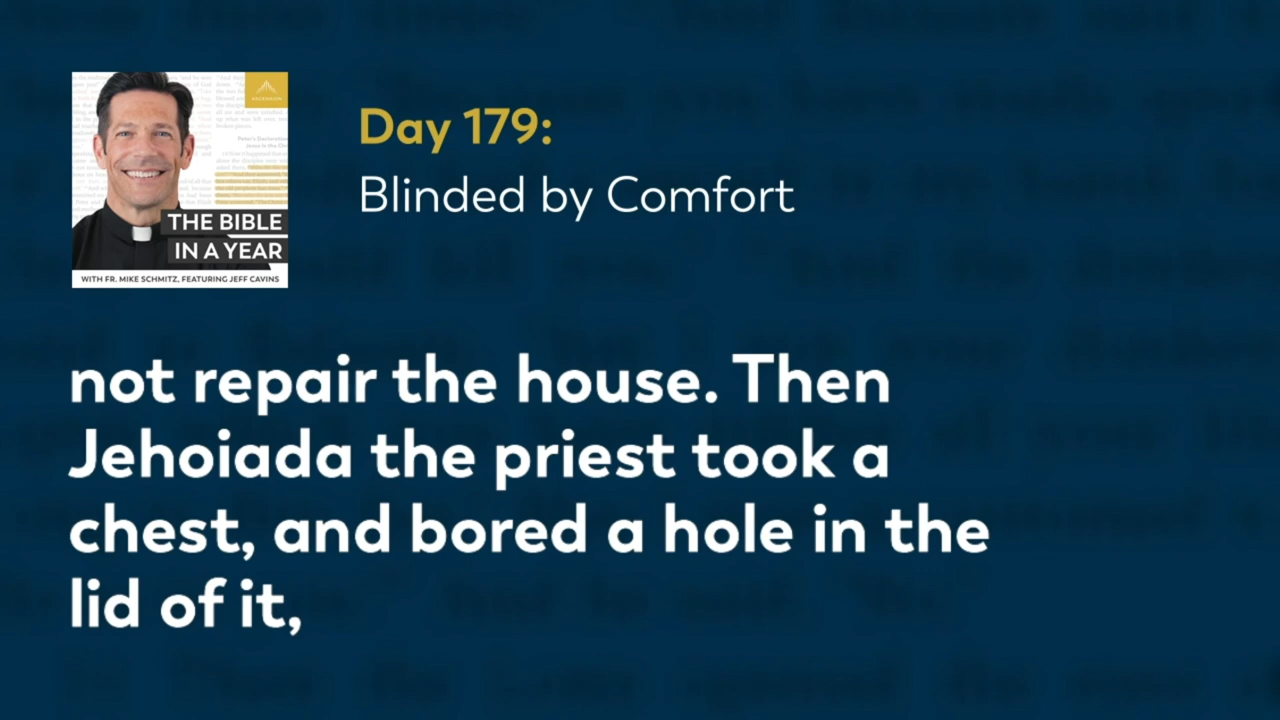 ASCENSION
THE BIBLE
IN A YEAR
WITH FR. MIKE SCHMITZ, FEATURING JEFF CAVINS
Day 179:
Blinded by Comfort
not repair the house. Then
Jehoiada the priest took a
chest, and bored a hole in the
lid of it,